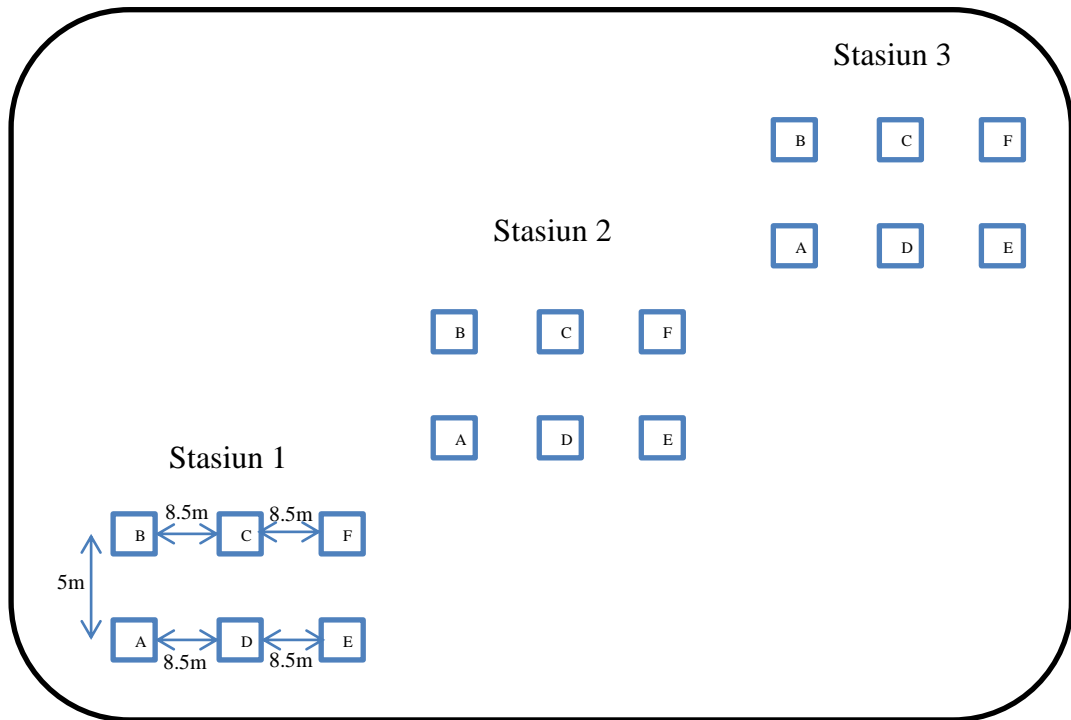 Stasiun 3
B C F
A D E
Stasiun 2
B C F
A D E
Stasiun 1
8.5m 8.5m
B C F
5m
A D E
8.5m 8.5m